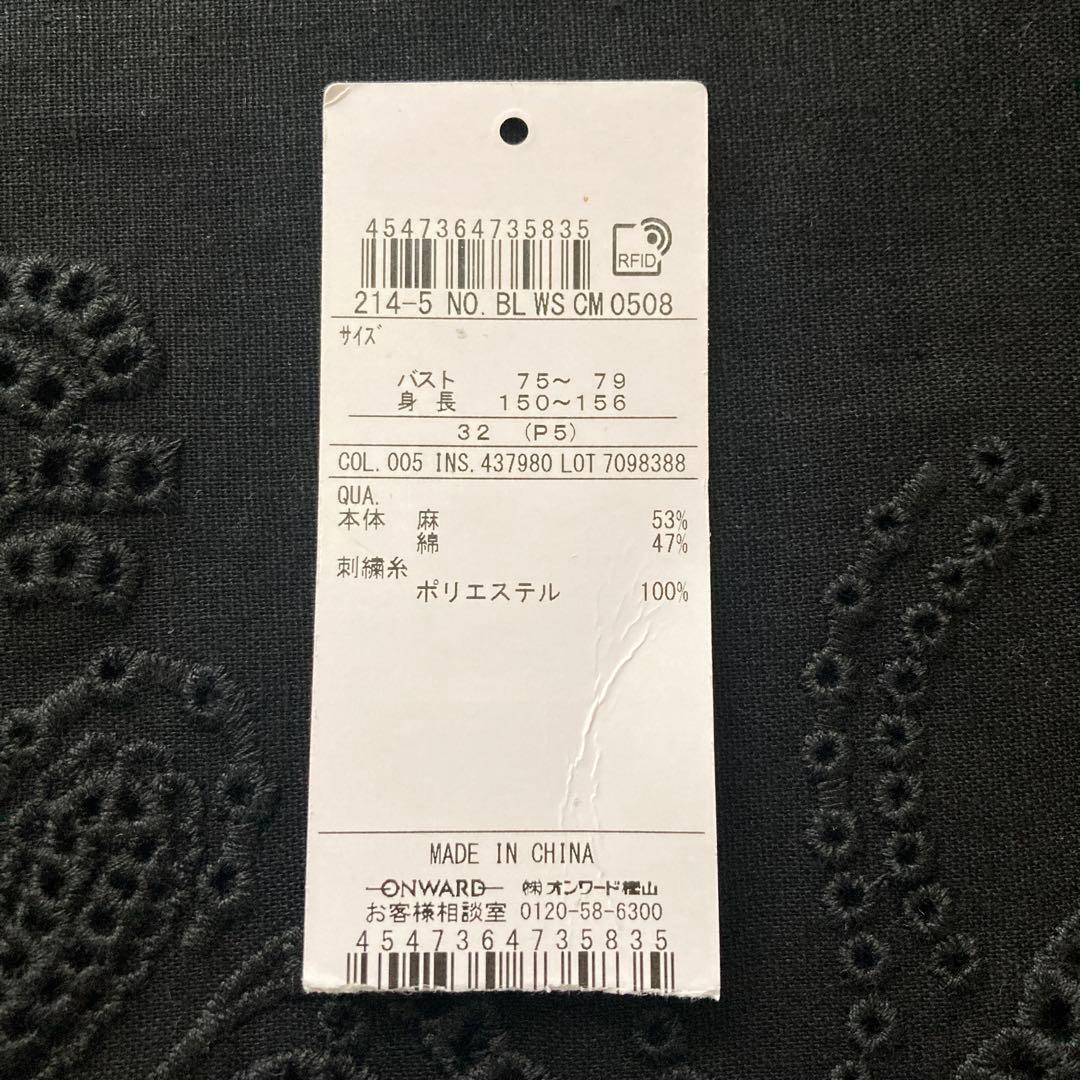 4547364735835
RFID
214-5 NO. BL WS CM 0508
ｻｲｽﾞ
バスト 75～ 79
身長 150～156
32 (P5)
COL. 005 INS. 437980 LOT 7098388
QUA.
本体 麻 53%
綿 47%
刺繍糸
ポリエステル 100%
MADE IN CHINA
ONWARD ㈱オンワード樫山
お客様相談室 0120-58-6300
4547364735835